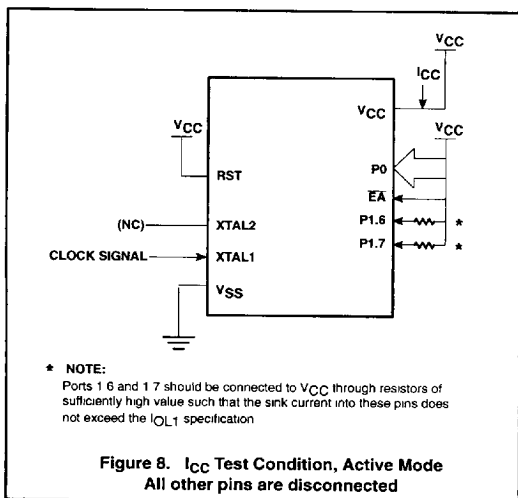 VCC
ICC
VCC
VCC
VCC
RST
P0
EA
(NC)
XTAL2
P1.6
*
CLOCK SIGNAL
XTAL1
P1.7
*
VSS
* NOTE:
Ports 1 6 and 1 7 should be connected to VCC through resistors of
sufficiently high value such that the sink current into these pins does
not exceed the IOL1 specification
Figure 8. ICC Test Condition, Active Mode
All other pins are disconnected